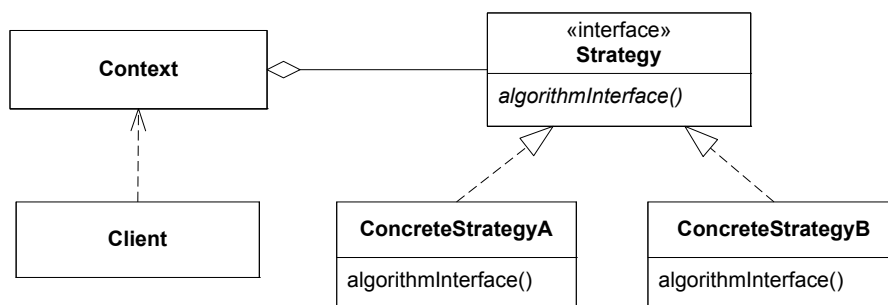 «interface»
Strategy
algorithmInterface()
Context
Client
ConcreteStrategyA
algorithmInterface()
ConcreteStrategyB
algorithmInterface()